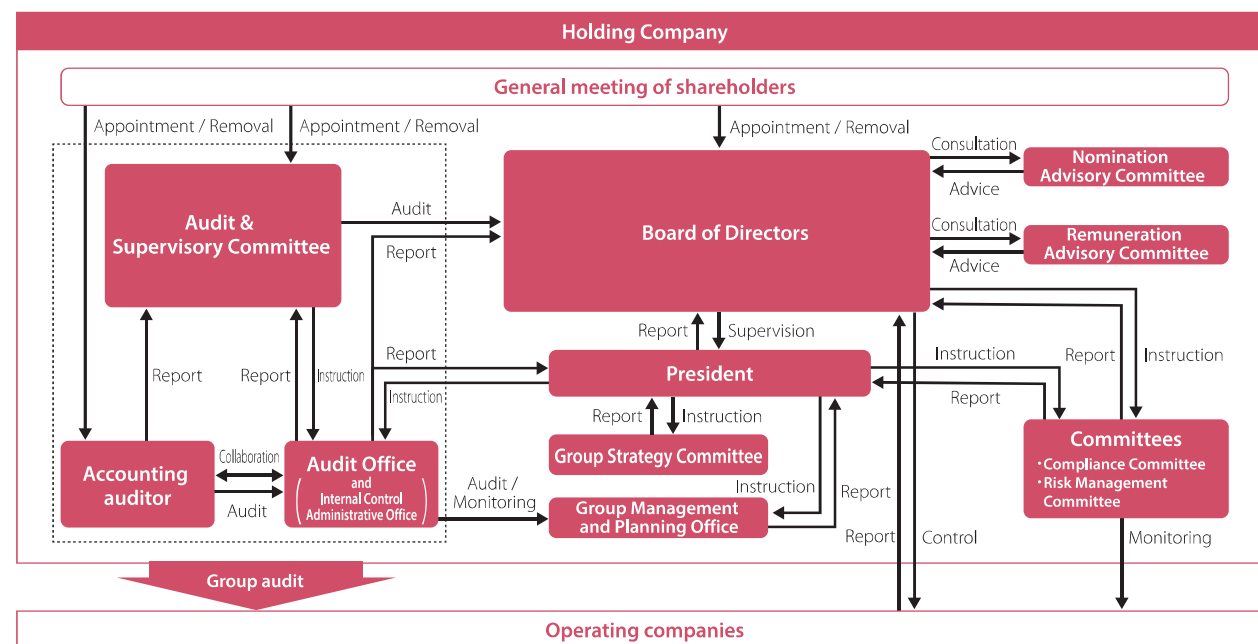 Holding Company
General meeting of shareholders
Appointment / Removal
Appointment / Removal
Appointment / Removal
Audit &
Supervisory Committee
Audit
Report
Board of Directors
Consultation
Advice
Nomination
Advisory Committee
Consultation
Advice
Remuneration
Advisory Committee
Report
Supervision
Report
Report
Instruction
Report
Instruction
President
Instruction
Report
Report
Instruction
Report
Instruction
Group Strategy Committee
Accounting
auditor
Collaboration
Audit
Audit Office
and
(Internal Control
Administrative Office)
Audit /
Monitoring
Group Management
and Planning Office
Instruction
Report
Committees
・Compliance Committee
・Risk Management
Committee
Report
Control
Monitoring
Group audit
Operating companies